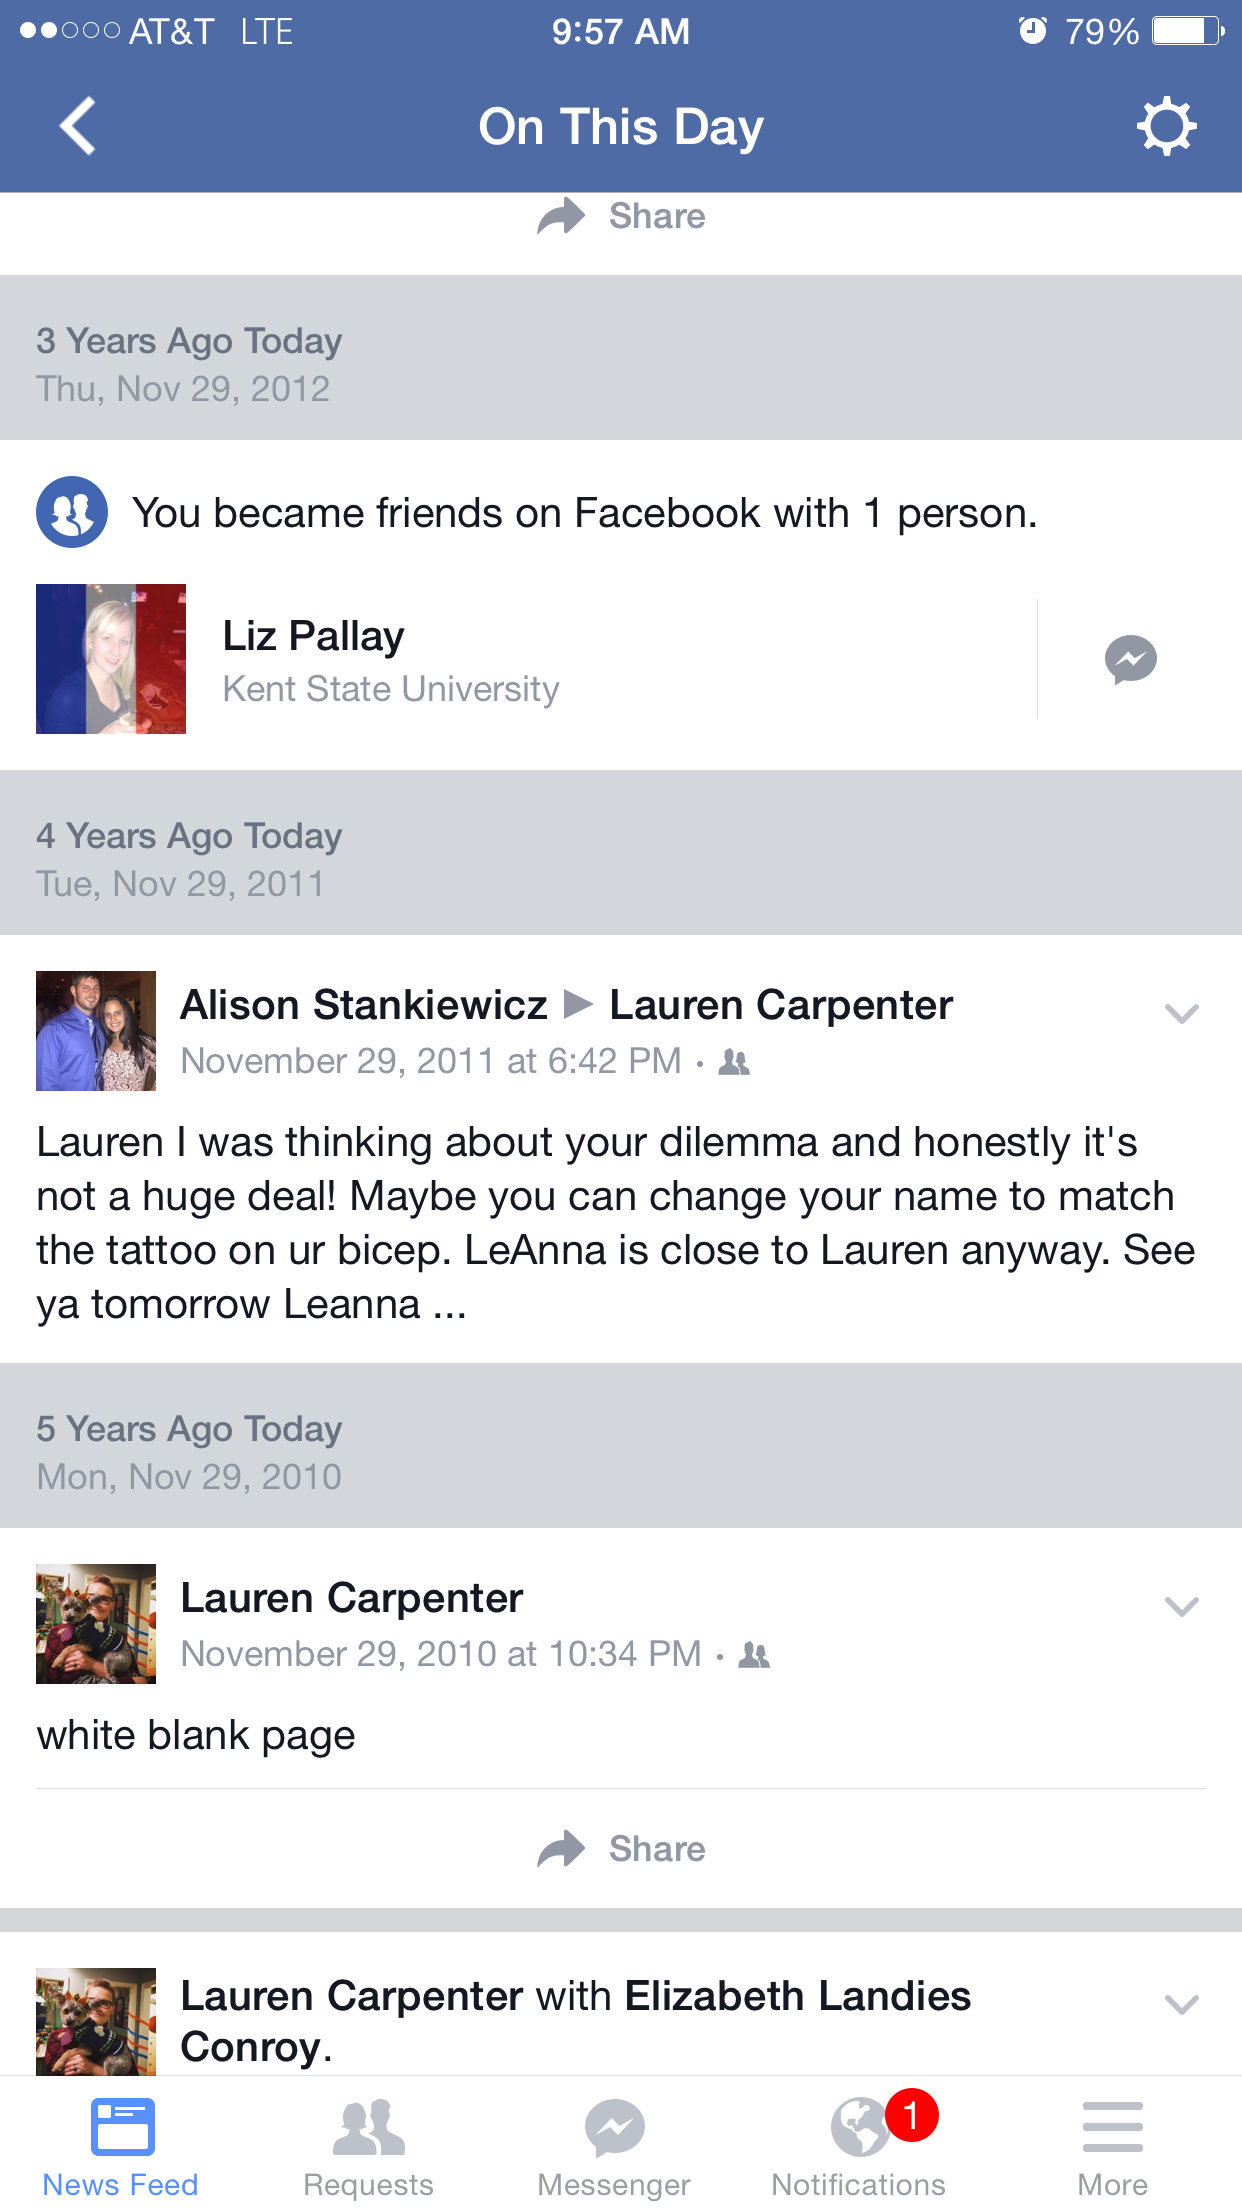 AT&T LTE 9:57 AM 79%
On This Day
Share
3 Years Ago Today
Thu, Nov 29, 2012
You became friends on Facebook with 1 person.
Liz Pallay
Kent State University
4 Years Ago Today
Tue, Nov 29, 2011
Alison Stankiewicz ▶ Lauren Carpenter
November 29, 2011 at 6:42 PM ·
Lauren I was thinking about your dilemma and honestly it's
not a huge deal! Maybe you can change your name to match
the tattoo on ur bicep. LeAnna is close to Lauren anyway. See
ya tomorrow Leanna ...
5 Years Ago Today
Mon, Nov 29, 2010
Lauren Carpenter
November 29, 2010 at 10:34 PM ·
white blank page
Share
Lauren Carpenter with Elizabeth Landies
Conroy.
1
News Feed Requests Messenger Notifications More